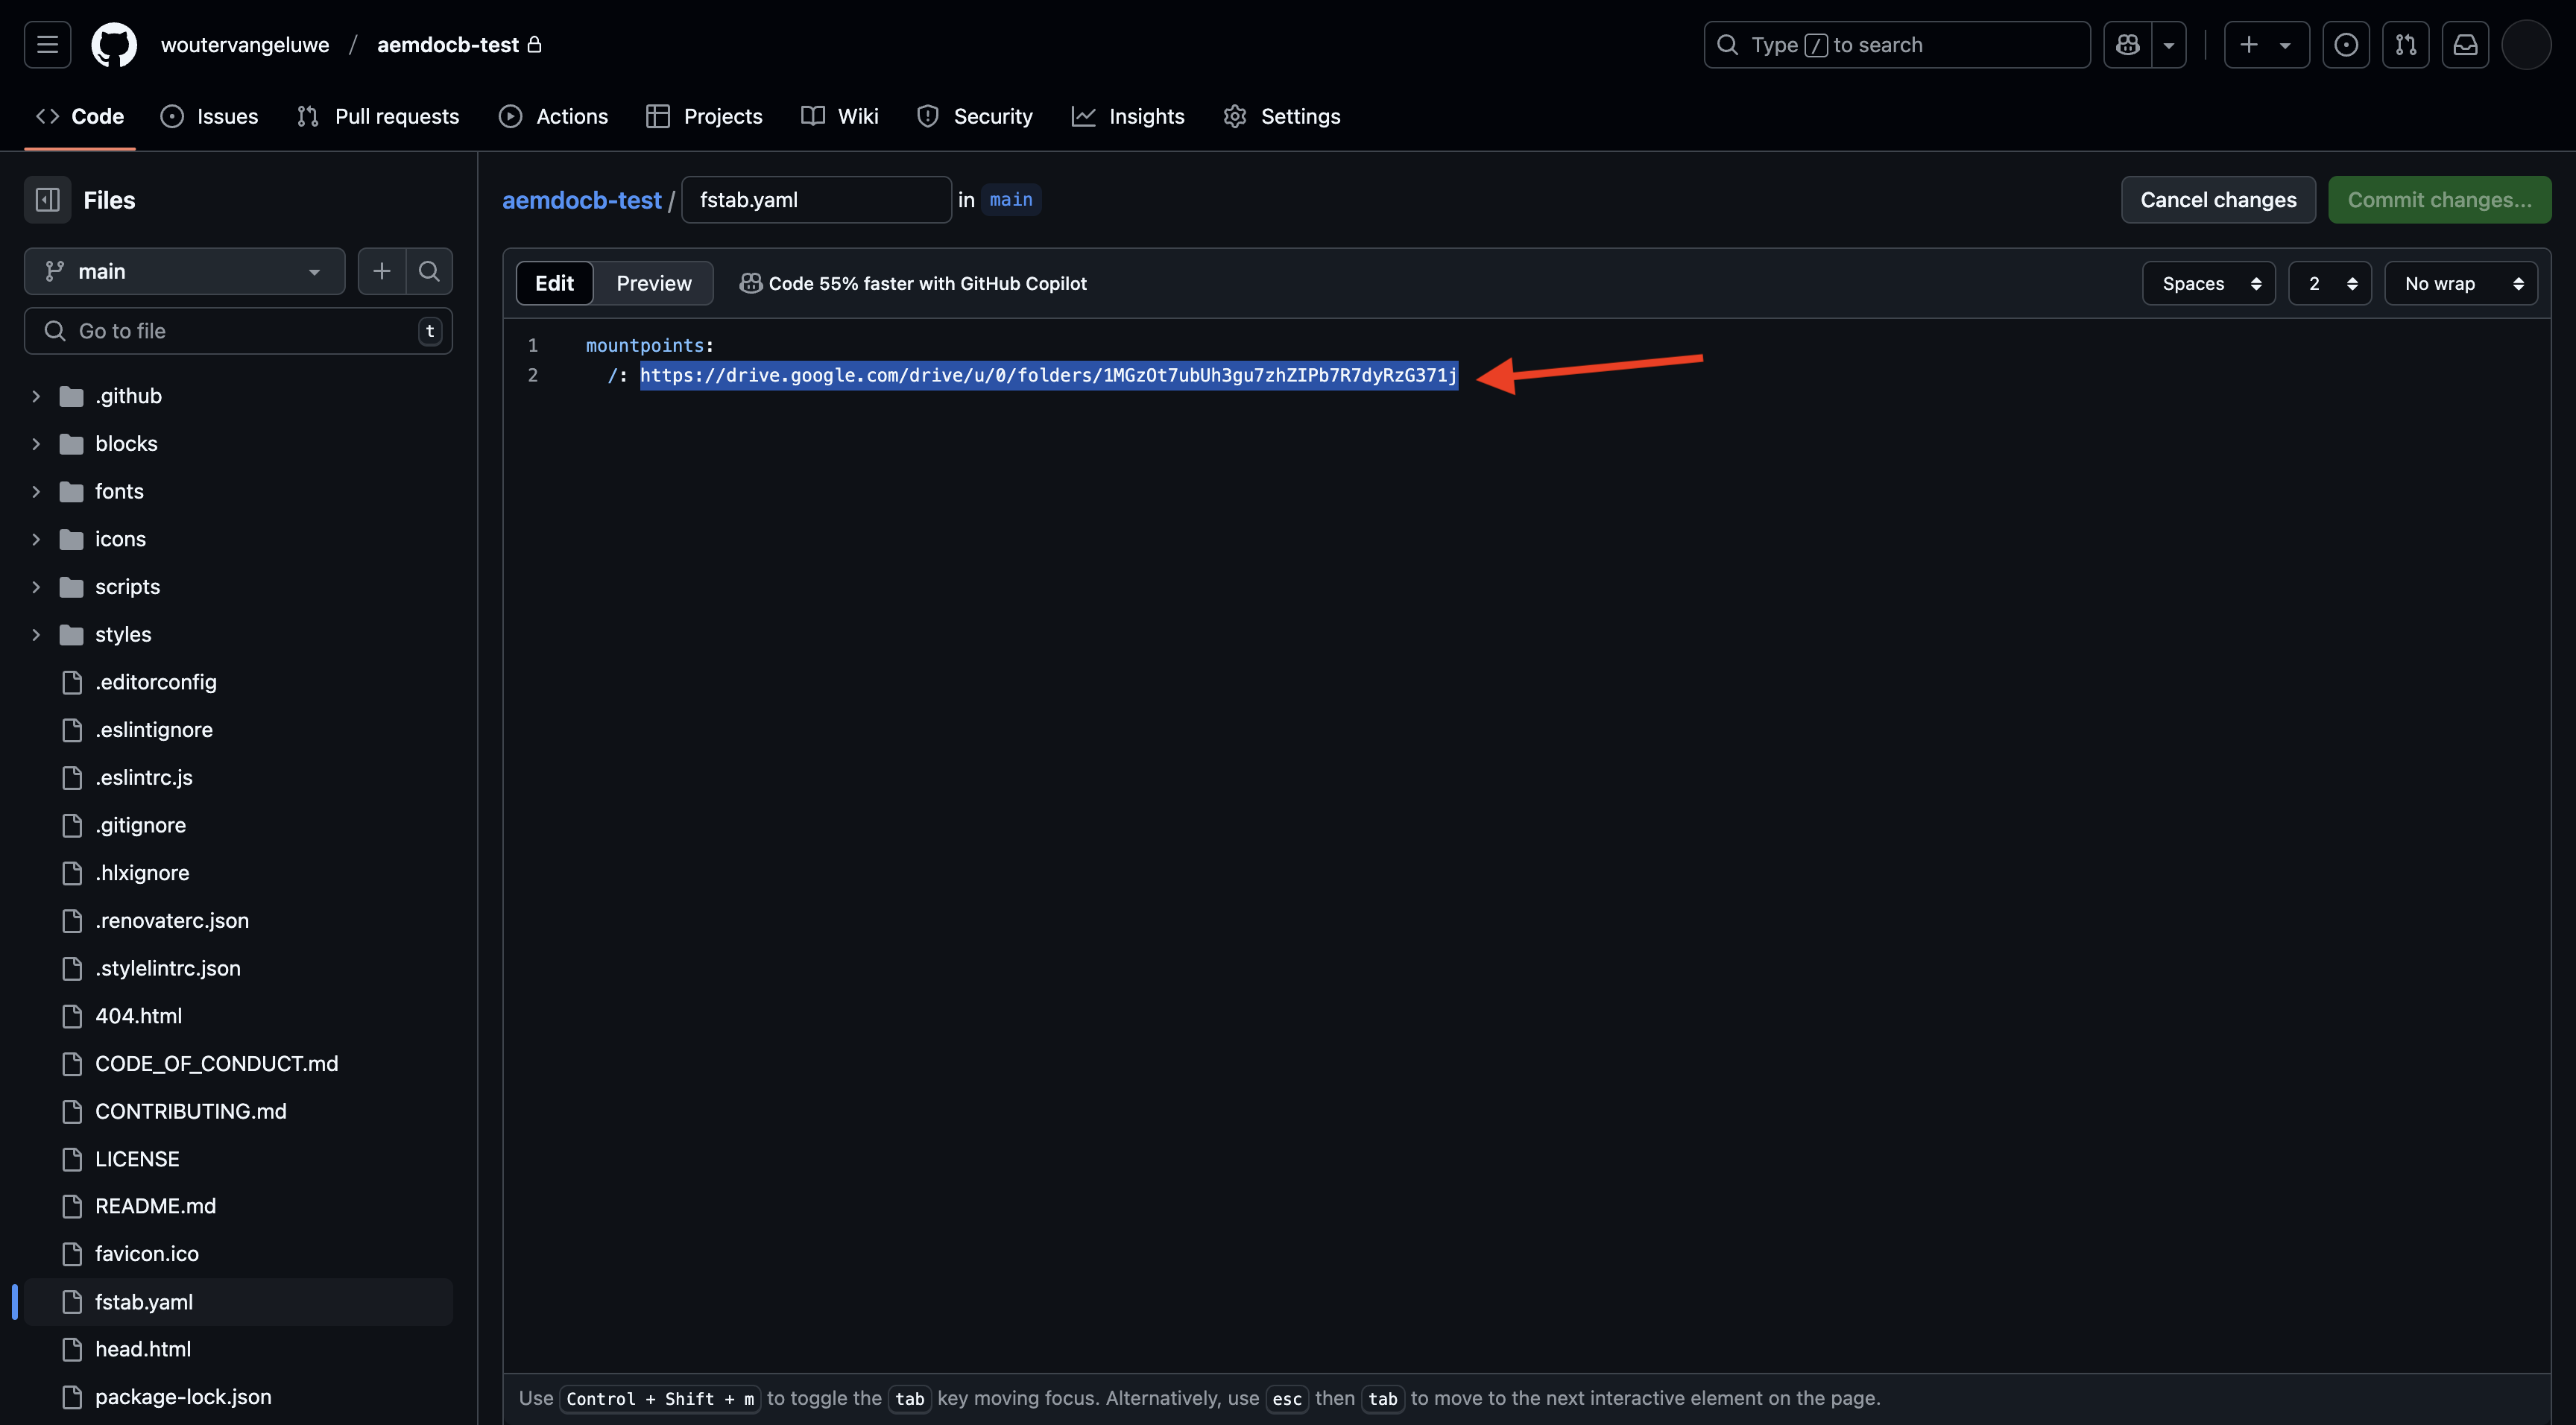 woutervangeluwe / aemdocb-test
Type / to search
Code Issues Pull requests Actions Projects Wiki Security Insights Settings
Files
main
Go to file t
.github
blocks
fonts
icons
scripts
styles
.editorconfig
.eslintignore
.eslintrc.js
.gitignore
.hlxignore
.renovaterc.json
.stylelintrc.json
404.html
CODE_OF_CONDUCT.md
CONTRIBUTING.md
LICENSE
README.md
favicon.ico
fstab.yaml
head.html
package-lock.json
aemdocb-test / fstab.yaml in main
Cancel changes Commit changes...
Edit Preview Code 55% faster with GitHub Copilot Spaces 2 No wrap
1 mountpoints:
2 /: https://drive.google.com/drive/u/0/folders/1MGzOt7ubUh3gu7zhZIPb7R7dyRzG371j
Use Control + Shift + m to toggle the tab key moving focus. Alternatively, use esc then tab to move to the next interactive element on the page.